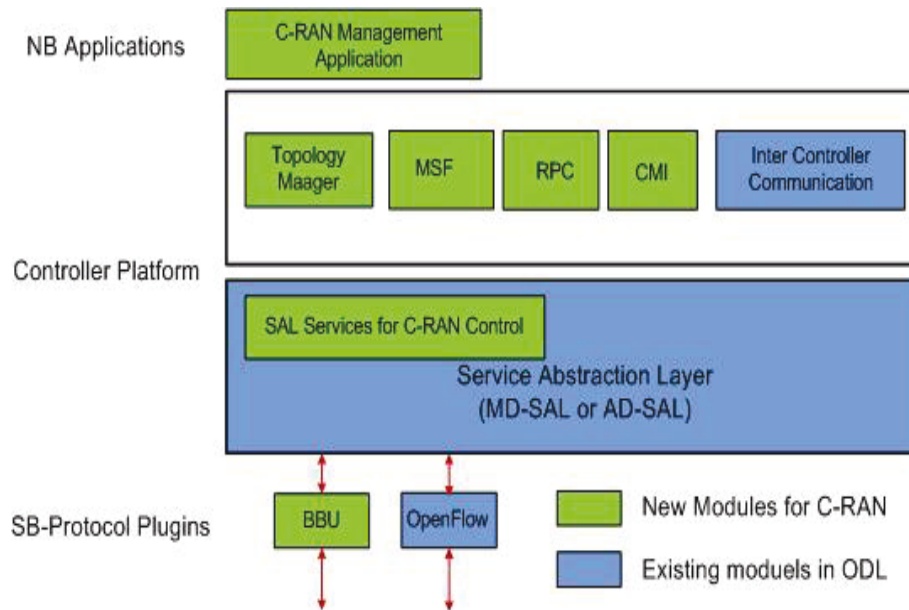 NB Applications
C-RAN Management
Application
Topology
Maager
MSF
RPC
CMI
Inter Controller
Communication
Controller Platform
SAL Services for C-RAN Control
Service Abstraction Layer
(MD-SAL or AD-SAL)
SB-Protocol Plugins
BBU
OpenFlow
New Modules for C-RAN
Existing moduels in ODL